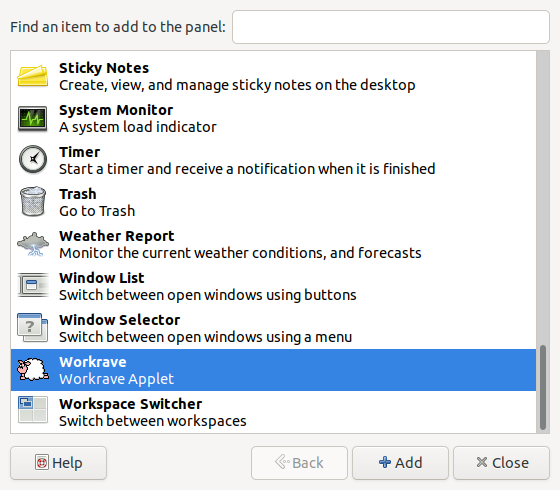 Find an item to add to the panel:
Sticky Notes
Create, view, and manage sticky notes on the desktop
System Monitor
A system load indicator
Timer
Start a timer and receive a notification when it is finished
Trash
Go to Trash
Weather Report
Monitor the current weather conditions, and forecasts
Window List
Switch between open windows using buttons
Window Selector
Switch between open windows using a menu
Workrave
Workrave Applet
Workspace Switcher
Switch between workspaces
Help Back Add Close